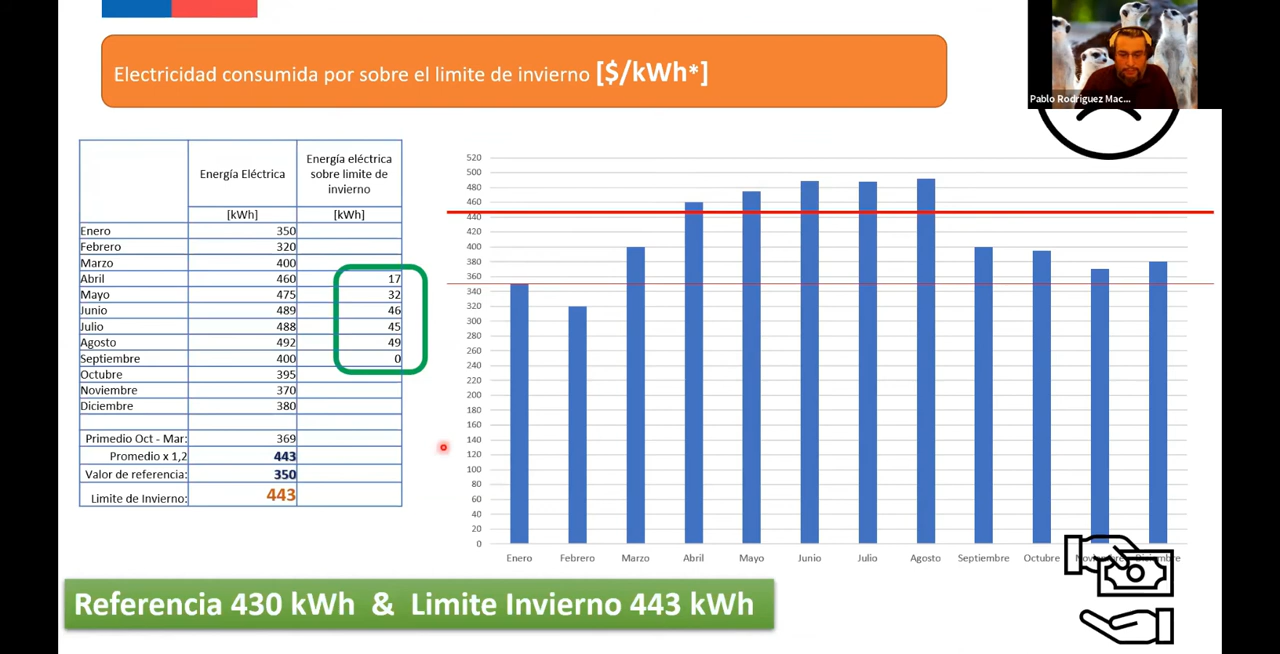 Pablo Rodriguez Mac...
Electricidad consumida por sobre el limite de invierno [$/kWh*]
Energía Eléctrica
Energía eléctrica
sobre limite de
invierno
[kWh] [kWh]
Enero 350
Febrero 320
Marzo 400
Abril 460 17
Mayo 475 32
Junio 489 46
Julio 488 45
Agosto 492 49
Septiembre 400 0
Octubre 395
Noviembre 370
Diciembre 380
Primedio Oct - Mar: 369
Promedio x 1,2 443
Valor de referencia: 350
Limite de Invierno: 443
520
500
480
460
440
420
400
380
360
340
320
300
280
260
240
220
200
180
160
140
120
100
80
60
40
20
0
Enero Febrero Marzo Abril Mayo Junio Julio Agosto Septiembre Octubre
Referencia 430 kWh & Limite Invierno 443 kWh